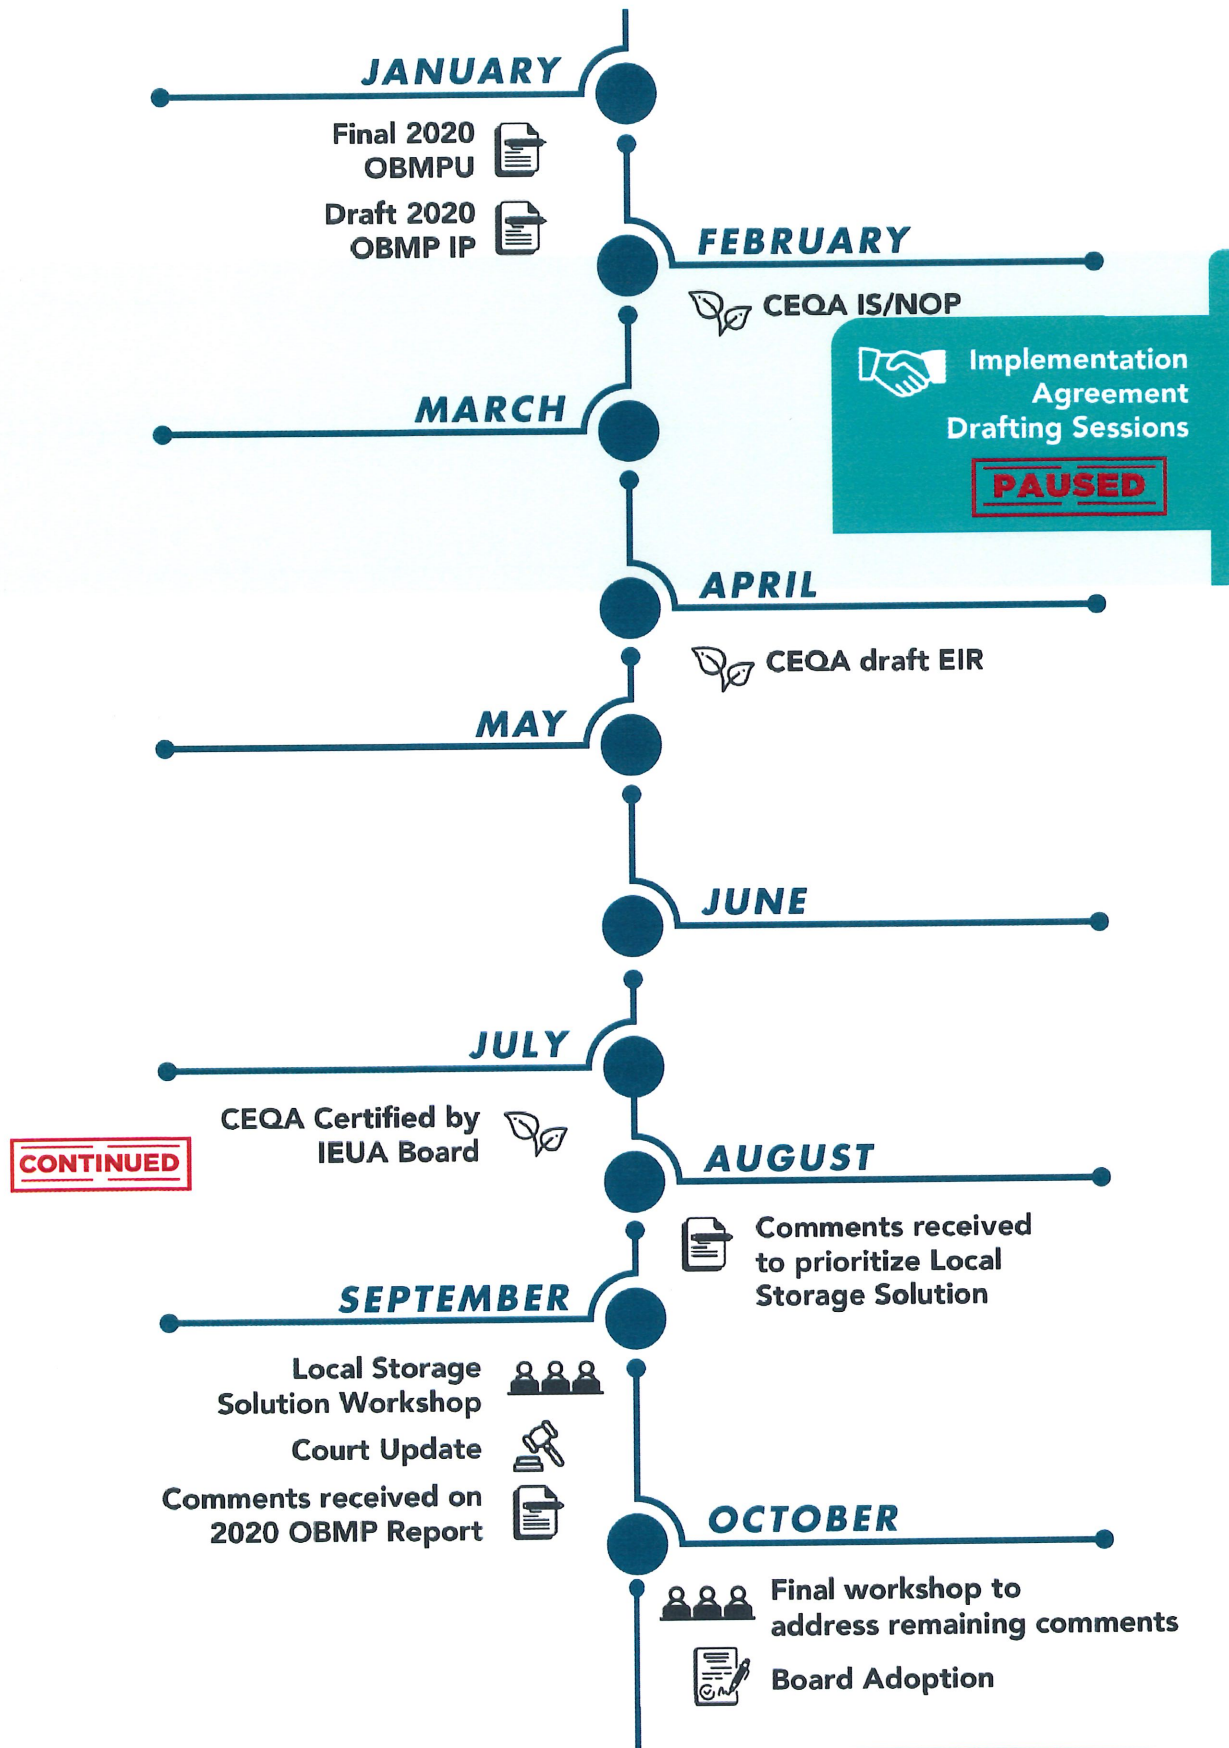 JANUARY
Final 2020
OBMPU
Draft 2020
OBMP IP
FEBRUARY
CEQA IS/NOP
Implementation
Agreement
Drafting Sessions
PAUSED
MARCH
APRIL
CEQA draft EIR
MAY
JUNE
JULY
CEQA Certified by
IEUA Board
CONTINUED
AUGUST
Comments received
to prioritize Local
Storage Solution
SEPTEMBER
Local Storage
Solution Workshop
Court Update
Comments received on
2020 OBMP Report
OCTOBER
Final workshop to
address remaining comments
Board Adoption